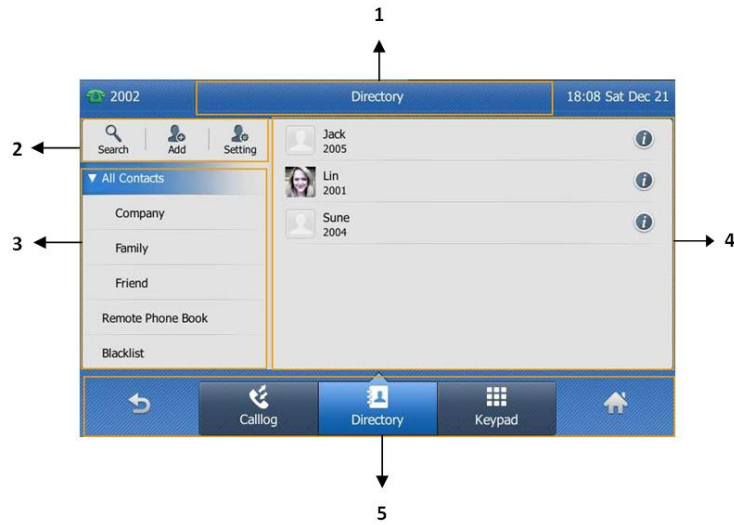 1
2002
Directory
18:08 Sat Dec 21
2
Search
Add
Setting
Jack
2005
All Contacts
Lin
2001
Company
Sune
2004
3
Family
4
Friend
Remote Phone Book
Blacklist
Calllog
Directory
Keypad
5